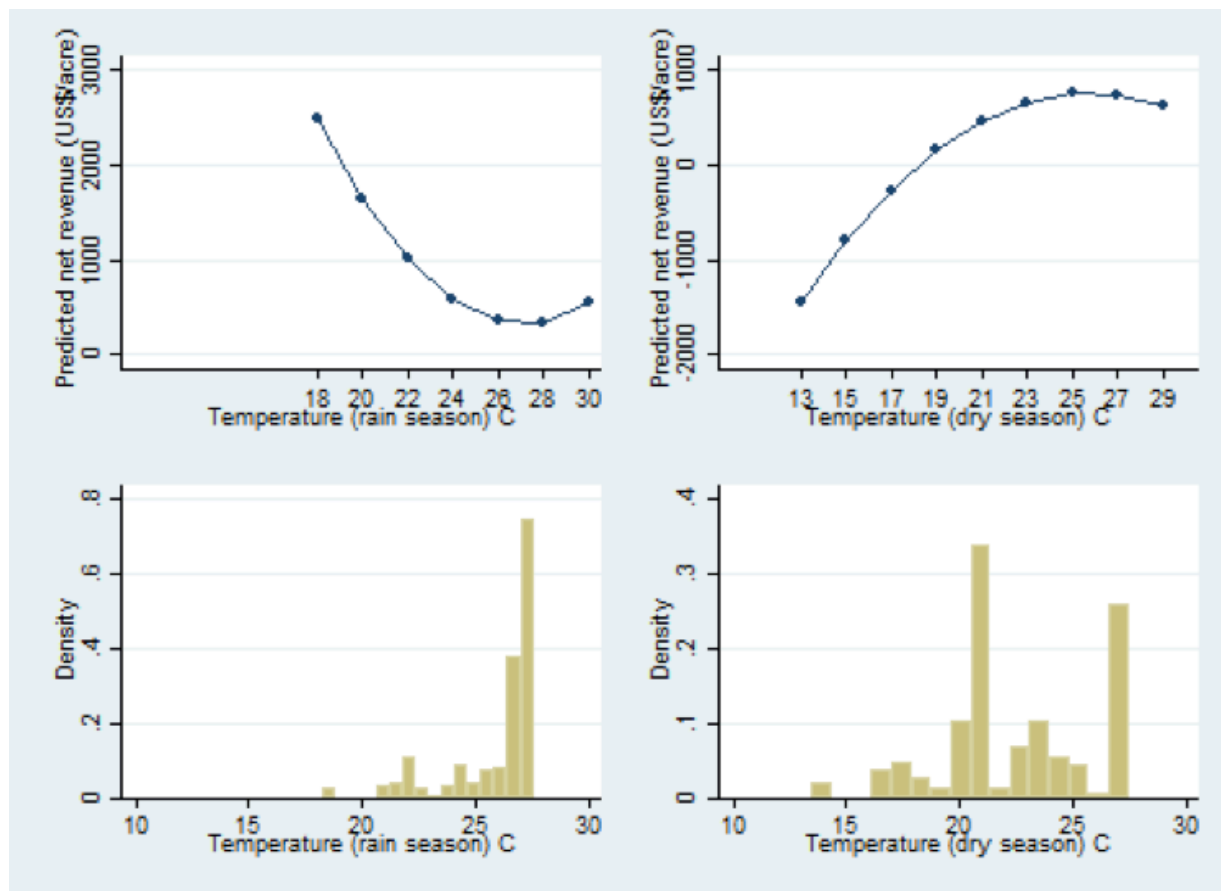 Predicted net revenue (US$/acre)
3000
2000
1000
0
18 20 22 24 26 28 30
Temperature (rain season) C
Predicted net revenue (US$/acre)
1000
0
-1000
-2000
13 15 17 19 21 23 25 27 29
Temperature (dry season) C
Density
.8
.6
.4
.2
0
10 15 20 25 30
Temperature (rain season) C
Density
.4
.3
.2
.1
0
10 15 20 25 30
Temperature (dry season) C